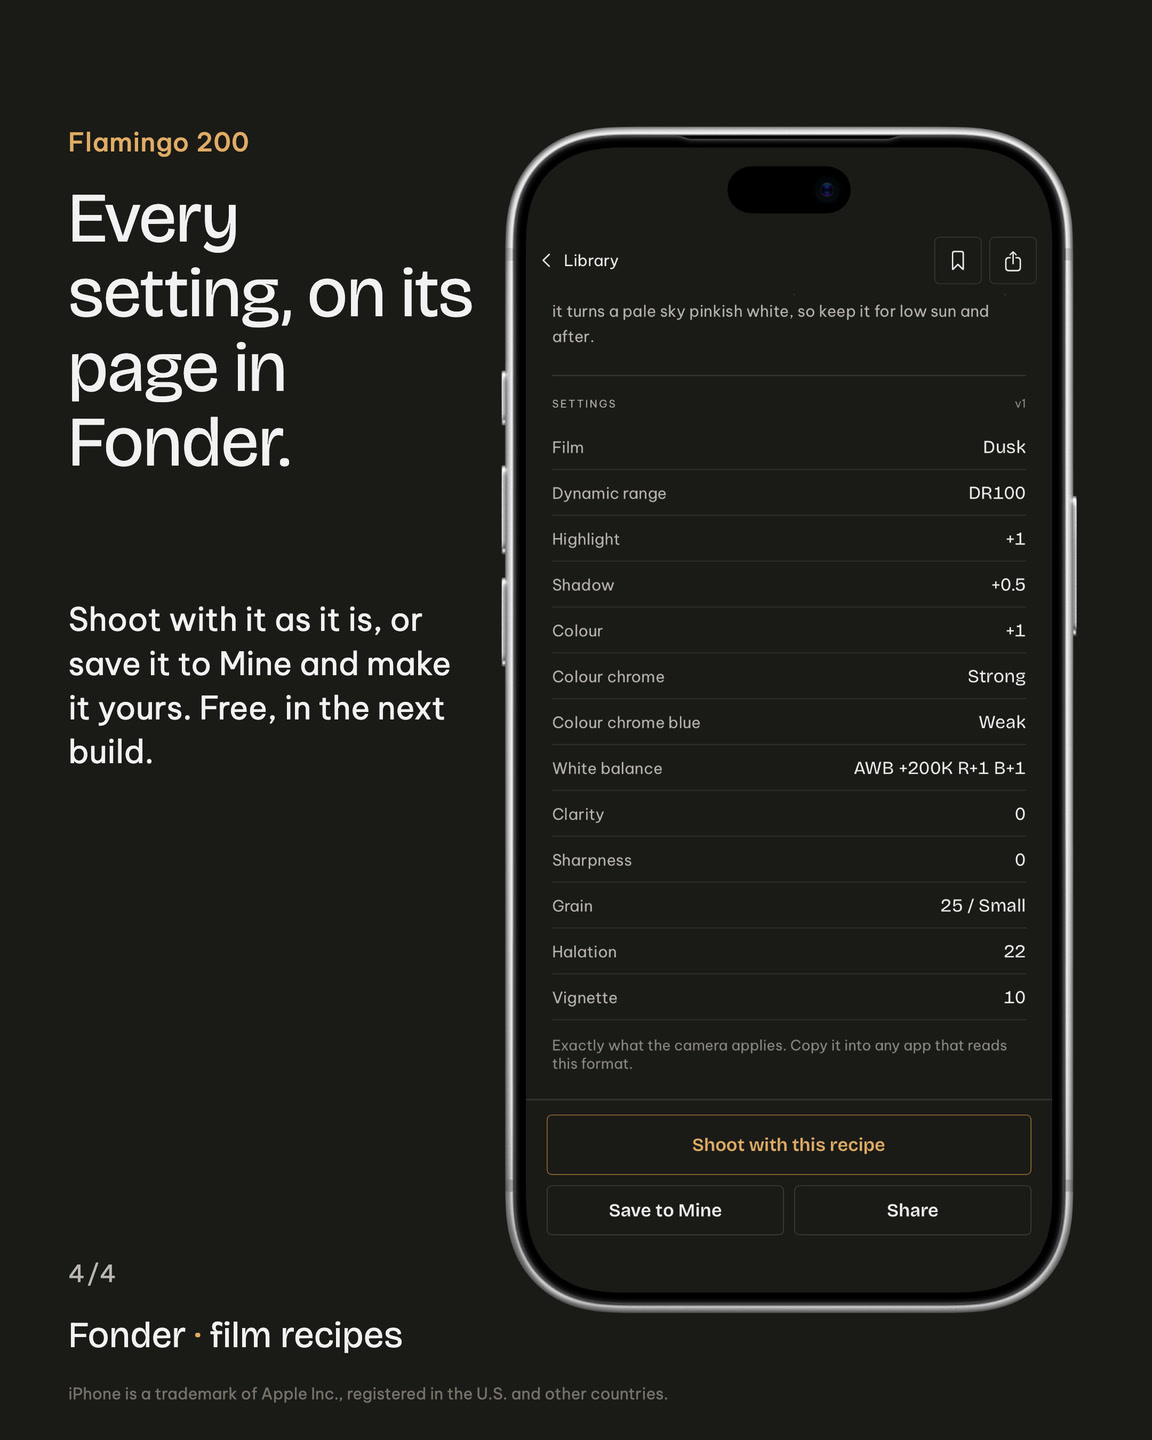 Flamingo 200
Every
setting, on its
page in
Fonder.
Shoot with it as it is, or
save it to Mine and make
it yours. Free, in the next
build.
4/4
Fonder · film recipes
iPhone is a trademark of Apple Inc., registered in the U.S. and other countries.
Library
it turns a pale sky pinkish white, so keep it for low sun and
after.
SETTINGS v1
Film Dusk
Dynamic range DR100
Highlight +1
Shadow +0.5
Colour +1
Colour chrome Strong
Colour chrome blue Weak
White balance AWB +200K R+1 B+1
Clarity 0
Sharpness 0
Grain 25 / Small
Halation 22
Vignette 10
Exactly what the camera applies. Copy it into any app that reads
this format.
Shoot with this recipe
Save to Mine Share